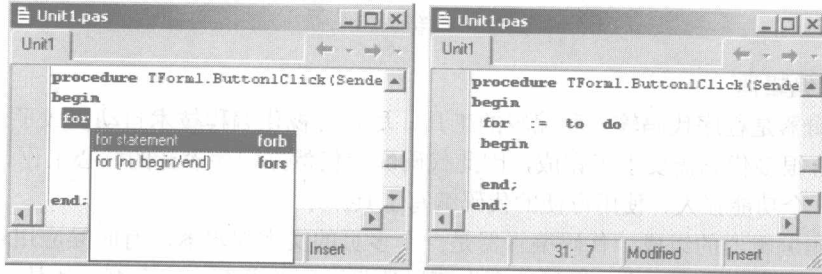 Unit1.pas
Unit1
procedure TForm1.Button1Click(Sende
begin
for
for statement forb
for (no begin/end) fors
end;
Insert
Unit1.pas
Unit1
procedure TForm1.Button1Click(Sende
begin
for := to do
begin
end;
end;
31: 7 Modified Insert